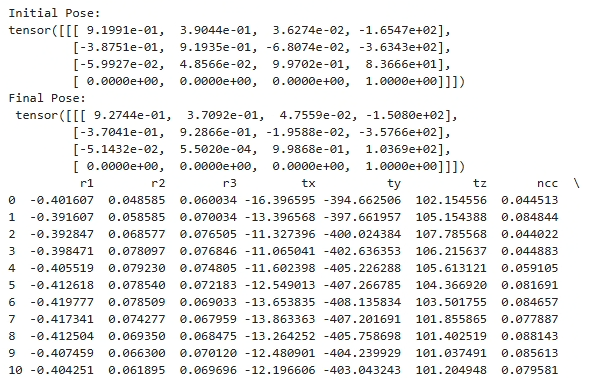 Initial Pose:
tensor([[[ 9.1991e-01,  3.9044e-01,  3.6274e-02, -1.6547e+02],
         [-3.8751e-01,  9.1935e-01, -6.8074e-02, -3.6343e+02],
         [-5.9927e-02,  4.8566e-02,  9.9702e-01,  8.3666e+01],
         [ 0.0000e+00,  0.0000e+00,  0.0000e+00,  1.0000e+00]]])
Final Pose:
 tensor([[[ 9.2744e-01,  3.7092e-01,  4.7559e-02, -1.5080e+02],
         [-3.7041e-01,  9.2866e-01, -1.9588e-02, -3.5766e+02],
         [-5.1432e-02,  5.5502e-04,  9.9868e-01,  1.0369e+02],
         [ 0.0000e+00,  0.0000e+00,  0.0000e+00,  1.0000e+00]]])
          r1        r2        r3         tx          ty          tz       ncc  \
0  -0.401607  0.048585  0.060034 -16.396595 -394.662506  102.154556  0.044513
1  -0.391607  0.058585  0.070034 -13.396568 -397.661957  105.154388  0.084844
2  -0.392847  0.068577  0.076505 -11.327396 -400.024384  107.785568  0.044022
3  -0.398471  0.078097  0.076846 -11.065041 -402.636353  106.215637  0.044883
4  -0.405519  0.079230  0.074805 -11.602398 -405.226288  105.613121  0.059105
5  -0.412618  0.078540  0.072183 -12.549013 -407.266785  104.366920  0.081691
6  -0.419777  0.078509  0.069033 -13.653835 -408.135834  103.501755  0.084657
7  -0.417341  0.074277  0.067959 -13.863363 -407.201691  101.855865  0.077887
8  -0.412504  0.069350  0.068475 -13.264252 -405.758698  101.402519  0.088143
9  -0.407459  0.066300  0.070120 -12.480901 -404.239929  101.037491  0.085613
10 -0.404251  0.061895  0.069696 -12.196606 -403.043243  101.204948  0.079581